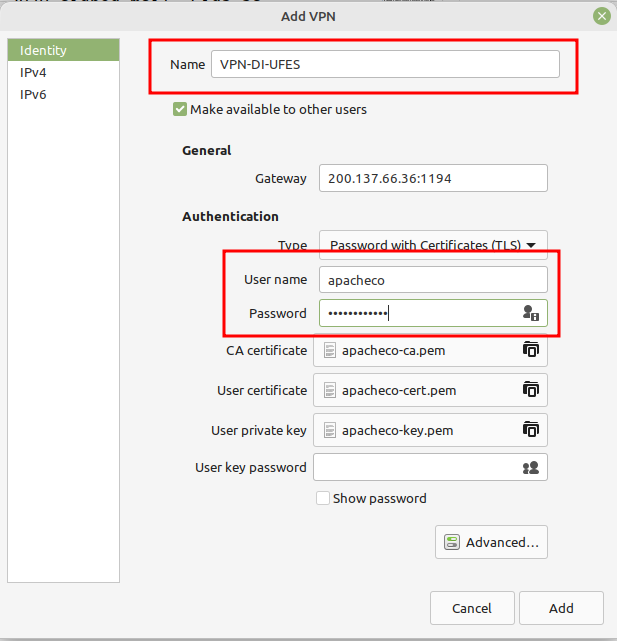 Add VPN
Identity
IPv4
IPv6
Name VPN-DI-UFES
Make available to other users
General
Gateway 200.137.66.36:1194
Authentication
Type Password with Certificates (TLS)
User name apacheco
Password ••••••••••••
CA certificate apacheco-ca.pem
User certificate apacheco-cert.pem
User private key apacheco-key.pem
User key password
Show password
Advanced...
Cancel Add